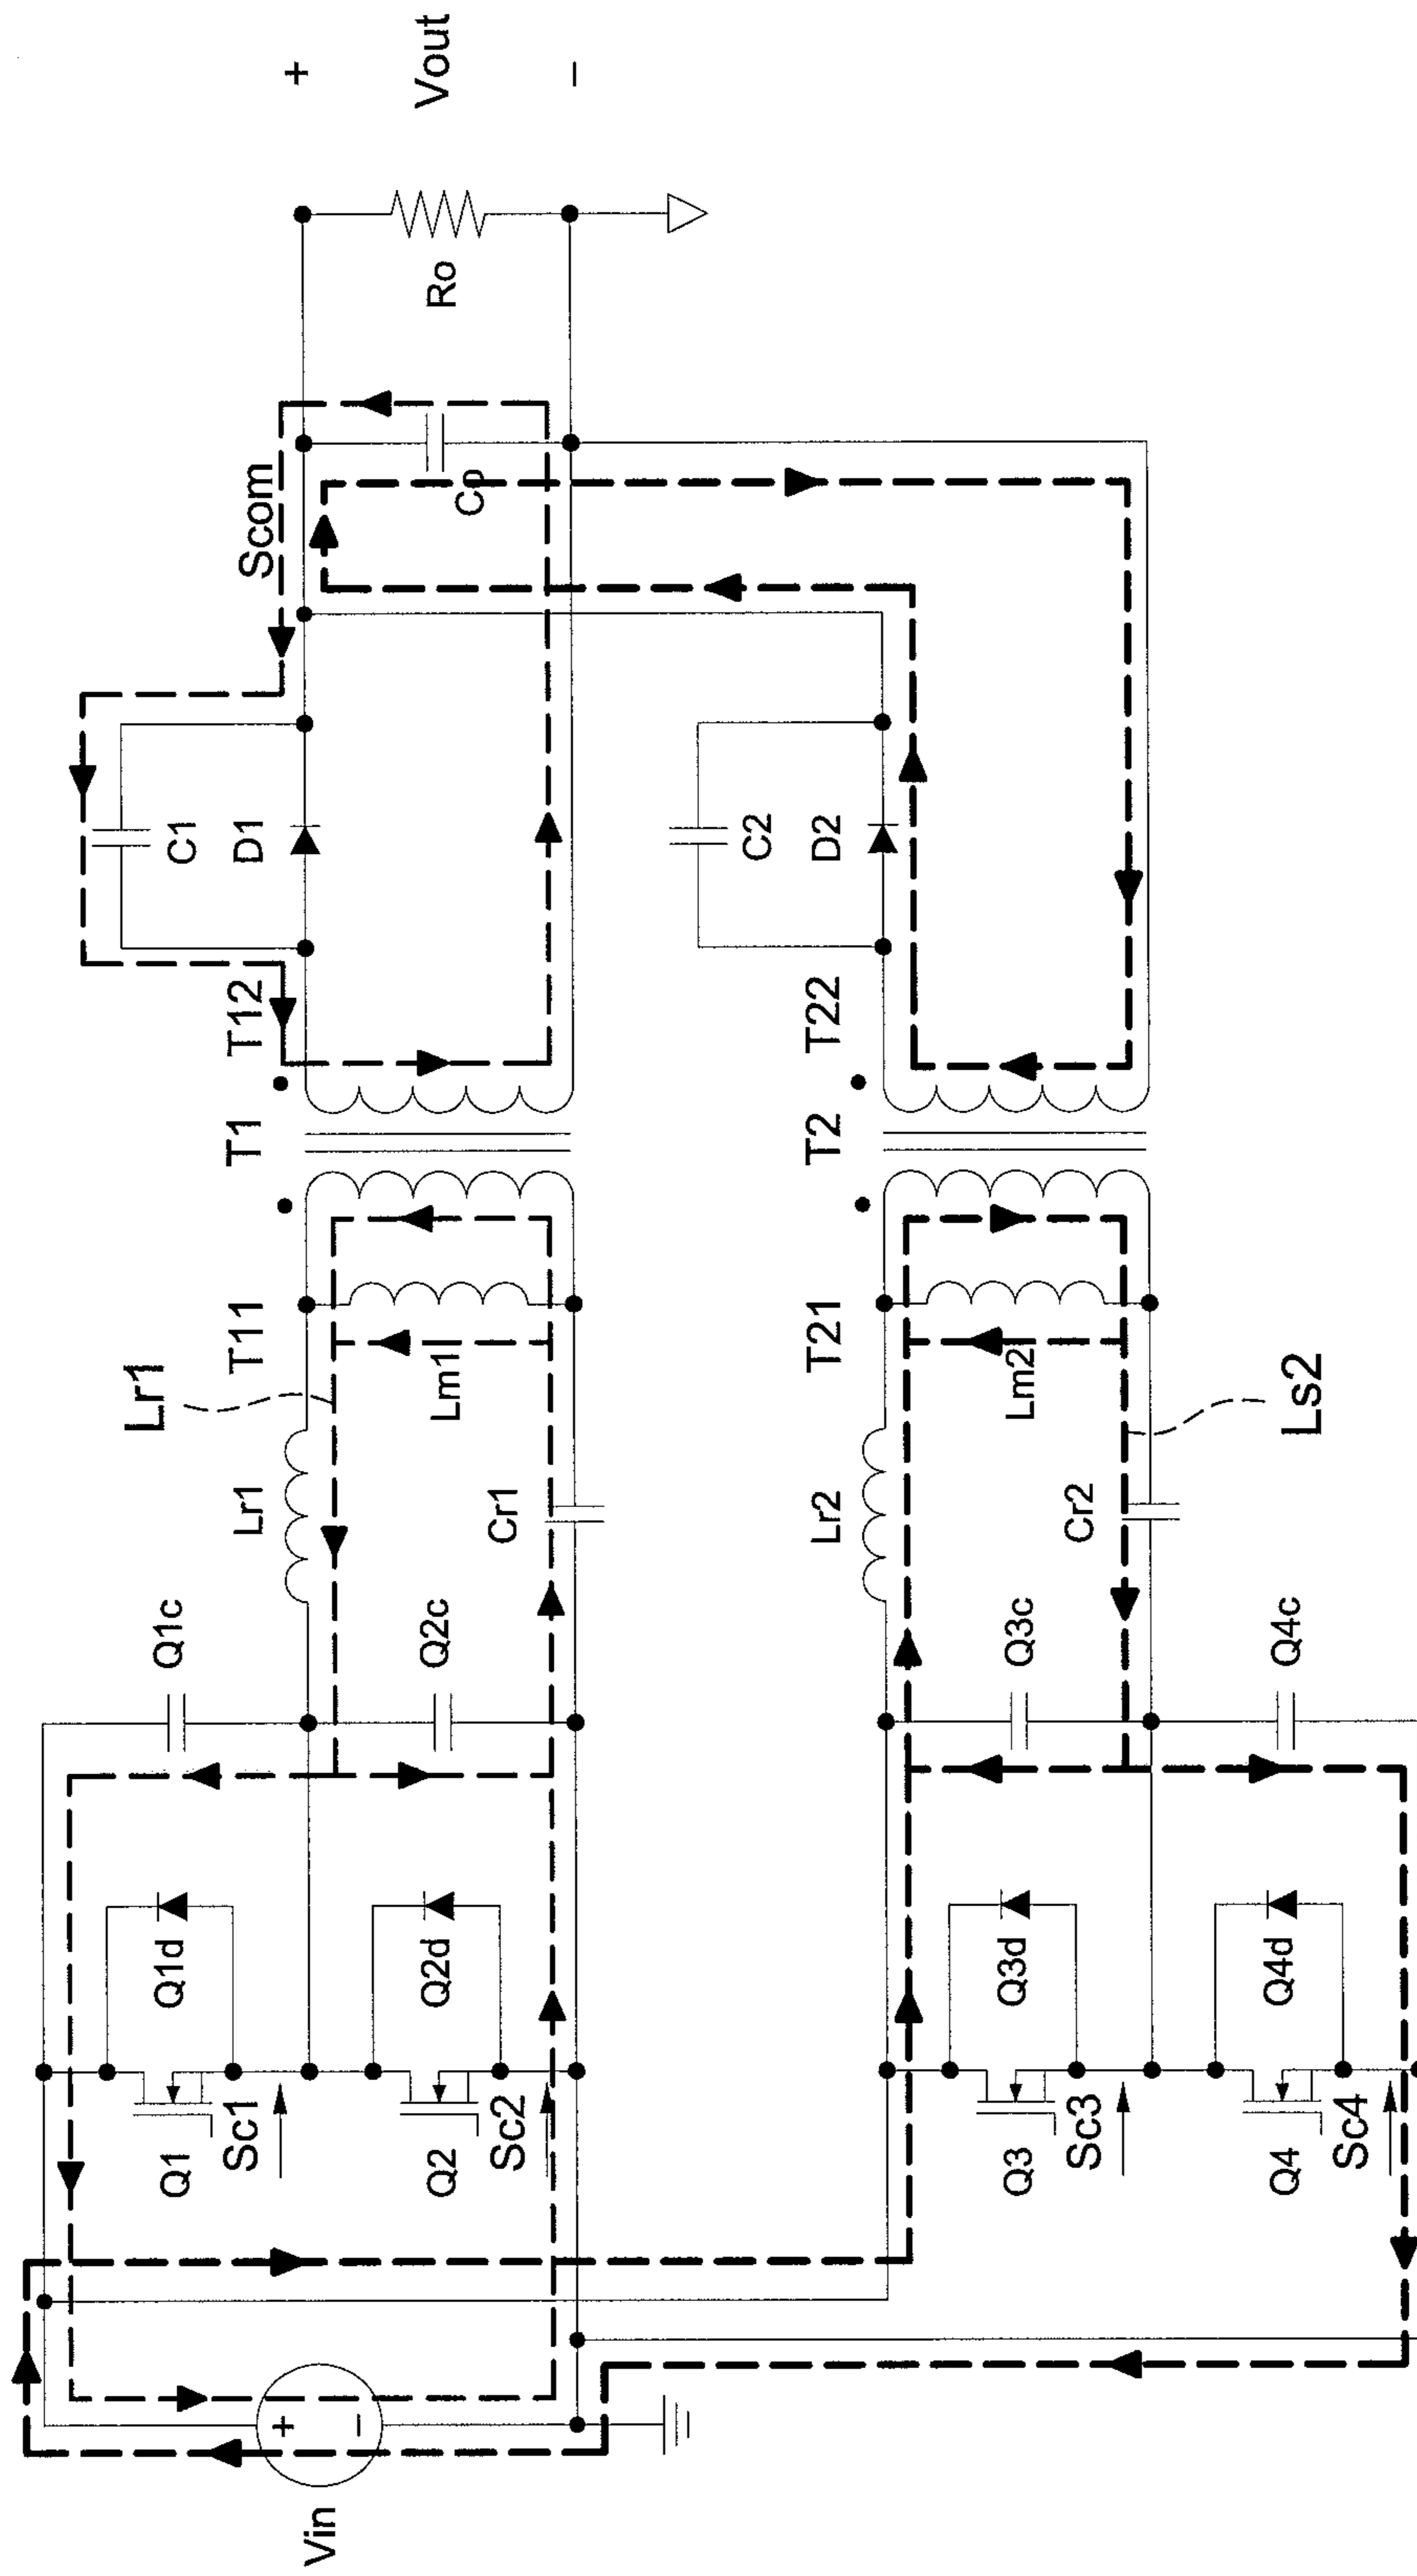 Vin
+
−
Q1
Sc1
Q1d
Q1c
Q2
Sc2
Q2d
Q2c
Lr1
Lr1
Cr1
T11
Lm1
T1
T12
C1
D1
Scom
Co
Ro
+
Vout
−
Q3
Sc3
Q3d
Q3c
Q4
Sc4
Q4d
Q4c
Lr2
Cr2
Ls2
T21
Lm2
T2
T22
C2
D2